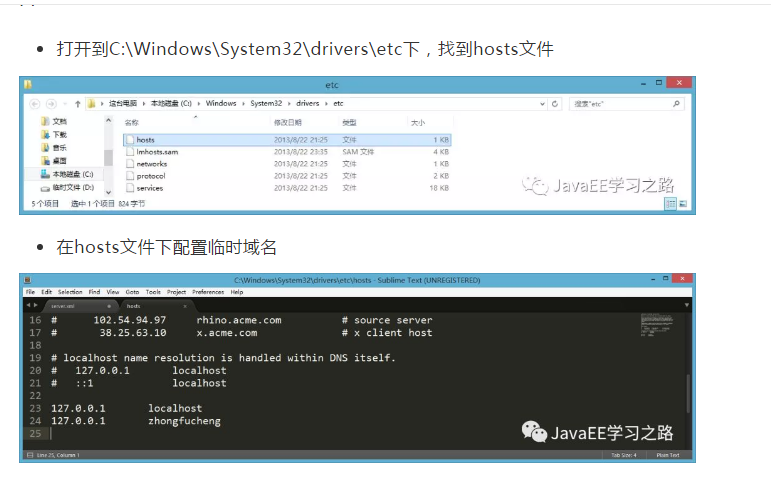 打开到C:\Windows\System32\drivers\etc下，找到hosts文件
etc
这台电脑 › 本地磁盘 (C:) › Windows › System32 › drivers › etc
搜索"etc"
文档
下载
音乐
桌面
本地磁盘 (C:)
临时文件 (D:)
名称 修改日期 类型 大小
hosts 2013/8/22 21:25 文件 1 KB
lmhosts.sam 2013/8/22 23:35 SAM 文件 4 KB
networks 2013/8/22 21:25 文件 1 KB
protocol 2013/8/22 21:25 文件 2 KB
services 2013/8/22 21:25 文件 18 KB
JavaEE学习之路
5 个项目 选中 1 个项目 824 字节
在hosts文件下配置临时域名
C:\Windows\System32\drivers\etc\hosts - Sublime Text (UNREGISTERED)
File Edit Selection Find View Goto Tools Project Preferences Help
server.xml hosts
16 # 102.54.94.97 rhino.acme.com # source server
17 # 38.25.63.10 x.acme.com # x client host
18
19 # localhost name resolution is handled within DNS itself.
20 # 127.0.0.1 localhost
21 # ::1 localhost
22
23 127.0.0.1 localhost
24 127.0.0.1 zhongfucheng
25
JavaEE学习之路
Line 25, Column 1 Tab Size: 4 Plain Text